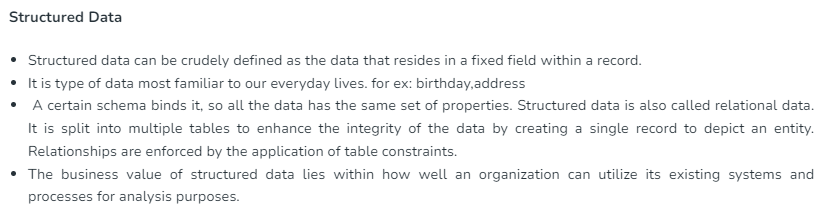 Structured Data
• Structured data can be crudely defined as the data that resides in a fixed field within a record.
• It is type of data most familiar to our everyday lives. for ex: birthday,address
• A certain schema binds it, so all the data has the same set of properties. Structured data is also called relational data.
It is split into multiple tables to enhance the integrity of the data by creating a single record to depict an entity.
Relationships are enforced by the application of table constraints.
• The business value of structured data lies within how well an organization can utilize its existing systems and
processes for analysis purposes.